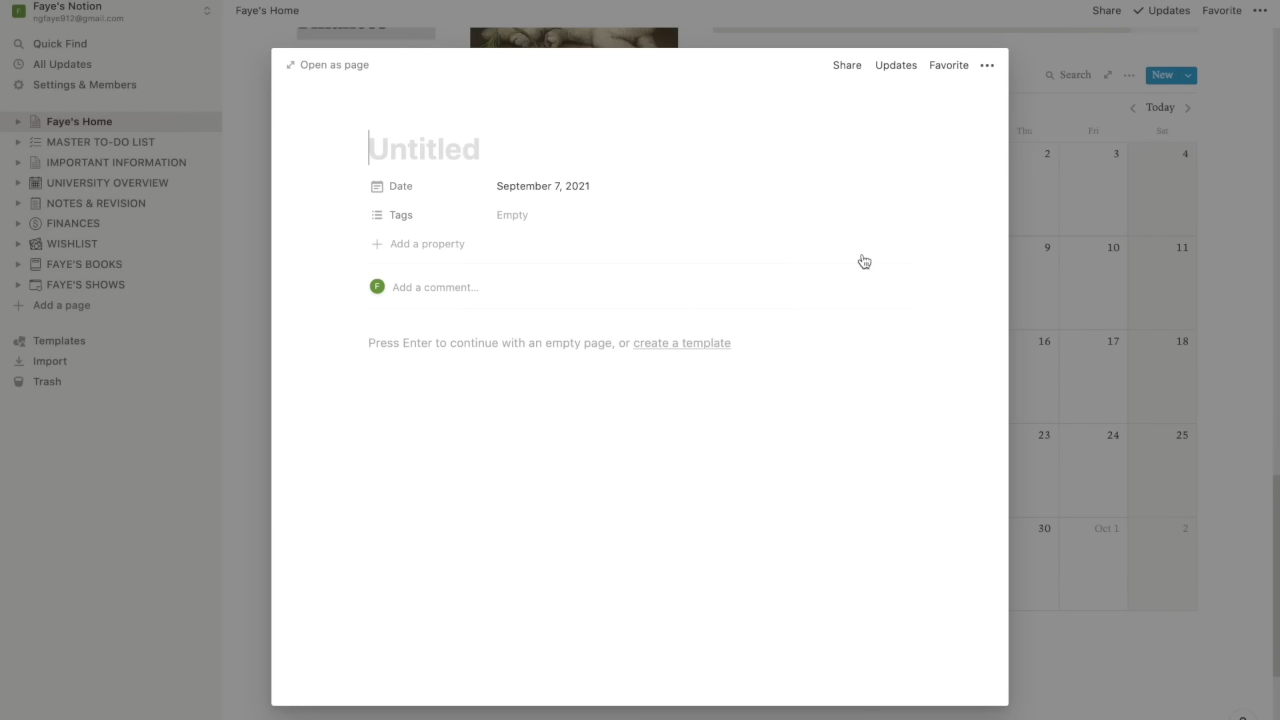 F
Faye's Notion
ngfaye912@gmail.com
Quick Find
All Updates
Settings & Members
Faye's Home
MASTER TO-DO LIST
IMPORTANT INFORMATION
UNIVERSITY OVERVIEW
NOTES & REVISION
FINANCES
WISHLIST
FAYE'S BOOKS
FAYE'S SHOWS
Add a page
Templates
Import
Trash
Faye's Home
Share
Updates
Favorite
Open as page
Share
Updates
Favorite
Untitled
Date
September 7, 2021
Tags
Empty
Add a property
F
Add a comment...
Press Enter to continue with an empty page, or create a template
Search
New
Today
Thu
Fri
Sat
2
3
4
9
10
11
16
17
18
23
24
25
30
Oct 1
2